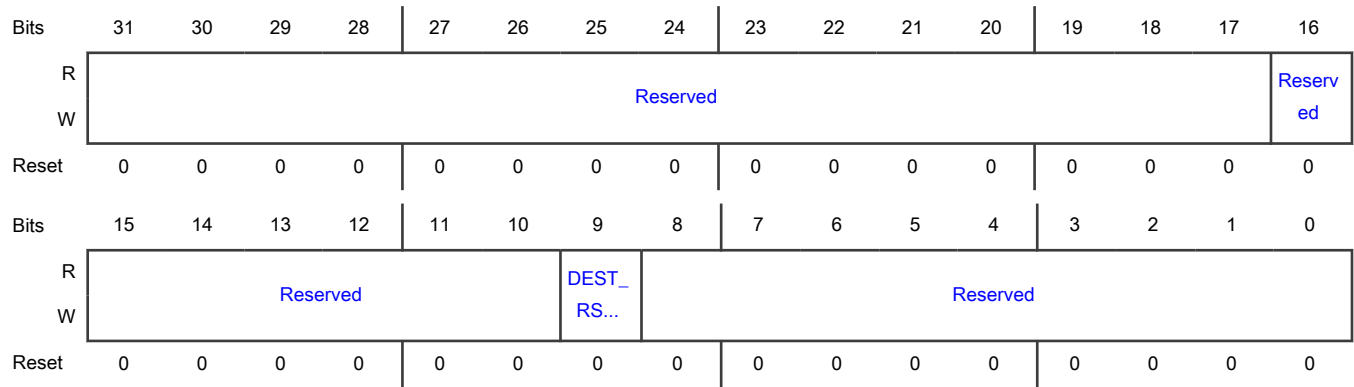 Bits 31 30 29 28 27 26 25 24 23 22 21 20 19 18 17 16
R
Reserved
Reserv
ed
W
Reset 0 0 0 0 0 0 0 0 0 0 0 0 0 0 0 0
Bits 15 14 13 12 11 10 9 8 7 6 5 4 3 2 1 0
R
Reserved
DEST_
RS...
Reserved
W
Reset 0 0 0 0 0 0 0 0 0 0 0 0 0 0 0 0